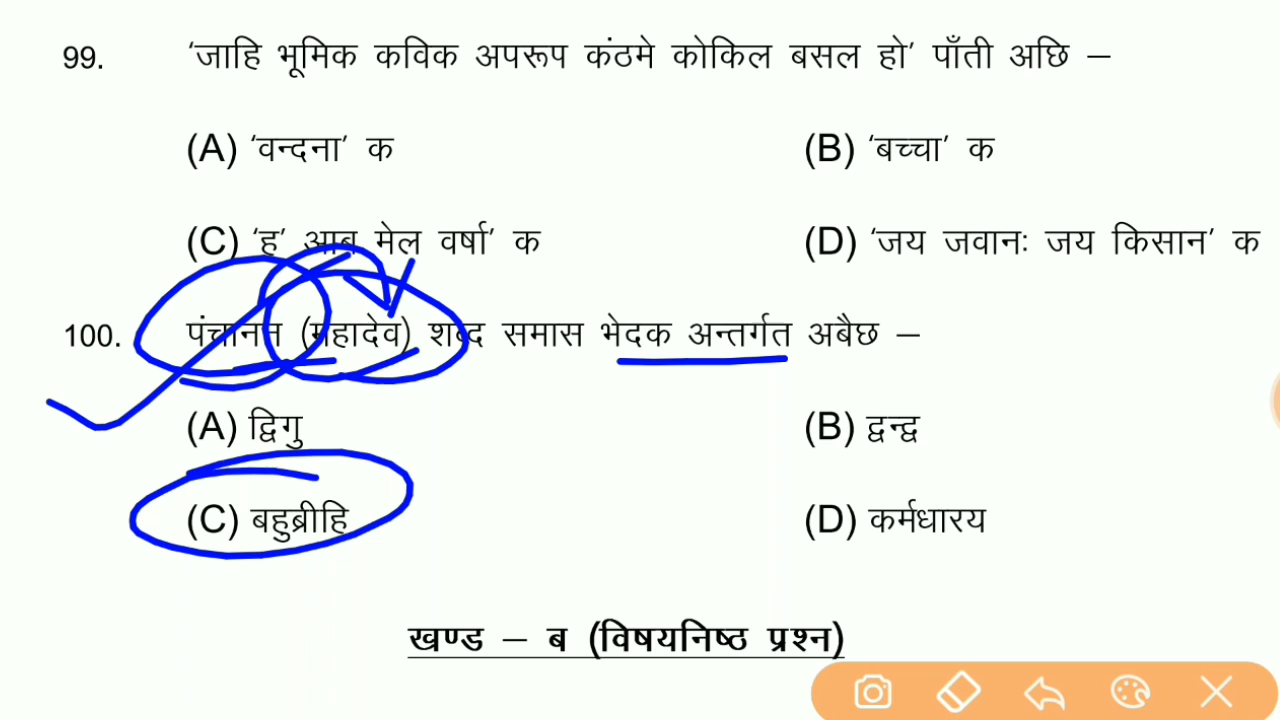 99. 'जाहि भूमिक कविक अपरूप कंठमे कोकिल बसल हो' पाँती अछि –
(A) 'वन्दना' क (B) 'बच्चा' क
(C) 'ह' आब मेल वर्षा' क (D) 'जय जवानः जय किसान' क
100. पंचानन (महादेव) शब्द समास भेदक अन्तर्गत अबैछ –
(A) द्विगु (B) द्वन्द्व
(C) बहुब्रीहि (D) कर्मधारय
खण्ड – ब (विषयनिष्ठ प्रश्न)